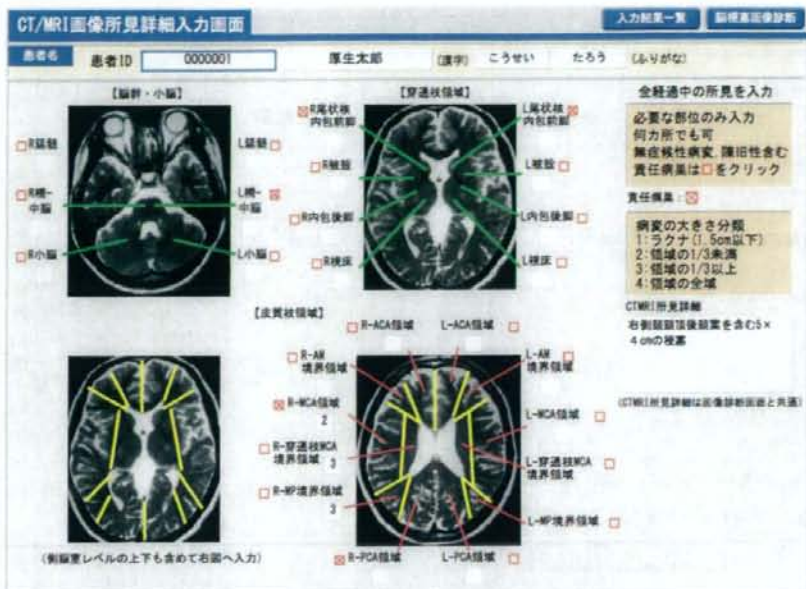 CT/MRI画像所見詳細入力画面
入力結果一覧
脳梗塞画像診断
患者名
患者ID
0000001
厚生太郎
(漢字)
こうせい
たろう
(ふりがな)
【脳幹・小脳】
R延髄
L延髄
R橋-
中脳
L橋-
中脳
R小脳
L小脳
【穿通枝領域】
R尾状核
内包前脚
L尾状核
内包前脚
R被殻
L被殻
R内包後脚
L内包後脚
R視床
L視床
全経過中の所見を入力
必要な部位のみ入力
何カ所でも可
無症候性病変,陳旧性含む
責任病巣は□をクリック
責任病巣:
病変の大きさ分類
1:ラクナ(1.5cm以下)
2:領域の1/3未満
3:領域の1/3以上
4:領域の全域
CTMRI所見詳細
右側頭頭頂後頭葉を含む5×
4cmの梗塞
(CTMRI所見詳細は画像診断画面と共通)
【皮質枝領域】
R-ACA領域
L-ACA領域
R-AM
境界領域
L-AM
境界領域
R-MCA領域
2
L-MCA領域
R-穿通枝MCA
境界領域
3
L-穿通枝MCA
境界領域
R-MP境界領域
3
L-MP境界領域
R-PCA領域
L-PCA領域
(側脳室レベルの上下も含めて右図へ入力)